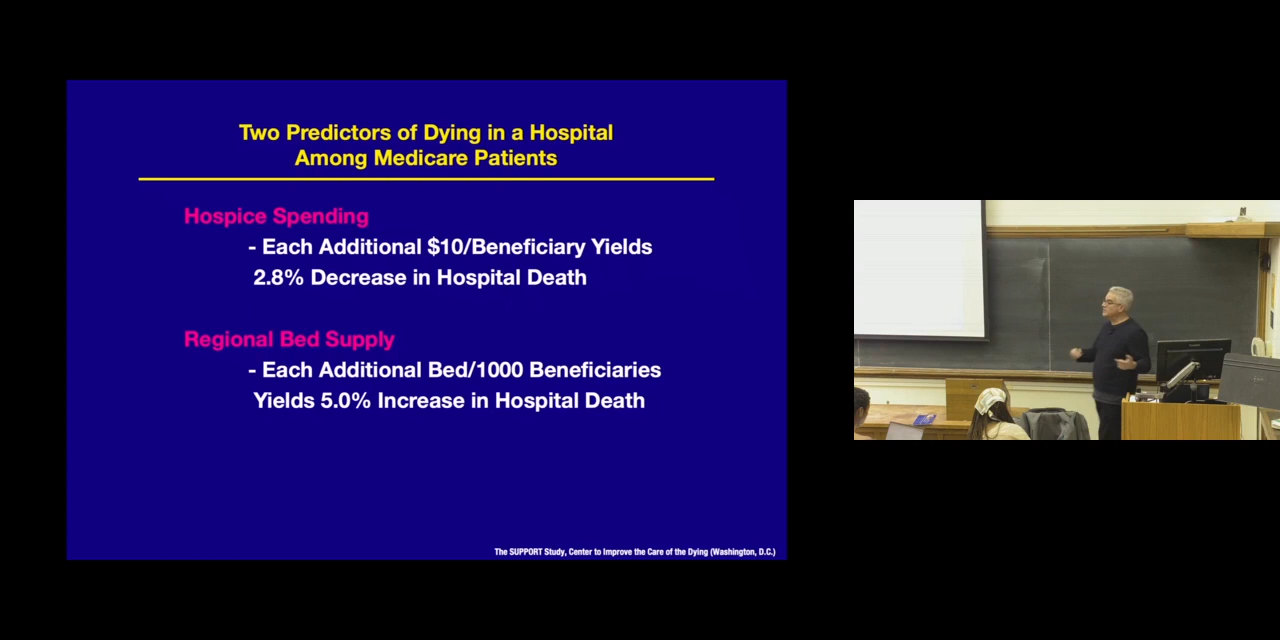 Two Predictors of Dying in a Hospital
Among Medicare Patients
Hospice Spending
- Each Additional $10/Beneficiary Yields
2.8% Decrease in Hospital Death
Regional Bed Supply
- Each Additional Bed/1000 Beneficiaries
Yields 5.0% Increase in Hospital Death
The SUPPORT Study, Center to Improve the Care of the Dying (Washington, D.C.)